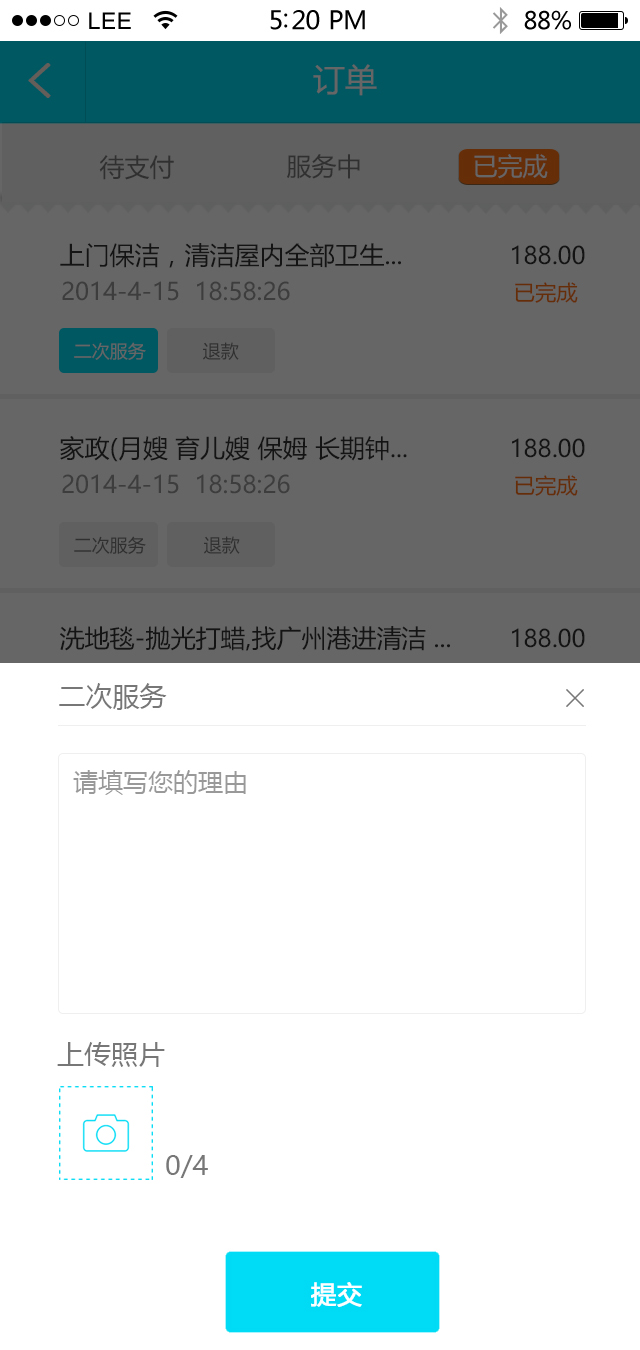 LEE 5:20 PM 88%
订单
待支付 服务中 已完成
上门保洁，清洁屋内全部卫生... 188.00
2014-4-15 18:58:26 已完成
二次服务 退款
家政(月嫂 育儿嫂 保姆 长期钟... 188.00
2014-4-15 18:58:26 已完成
二次服务 退款
洗地毯-抛光打蜡,找广州港进清洁 ... 188.00
二次服务
请填写您的理由
上传照片
0/4
提交